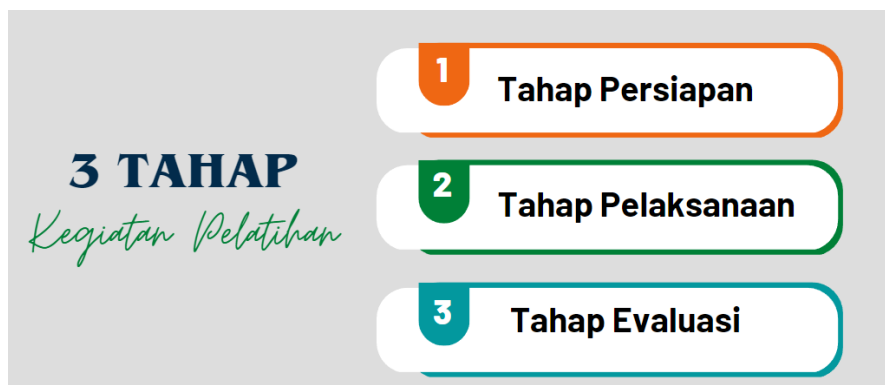 3 TAHAP
Kegiatan Pelatihan
1
Tahap Persiapan
2
Tahap Pelaksanaan
3
Tahap Evaluasi